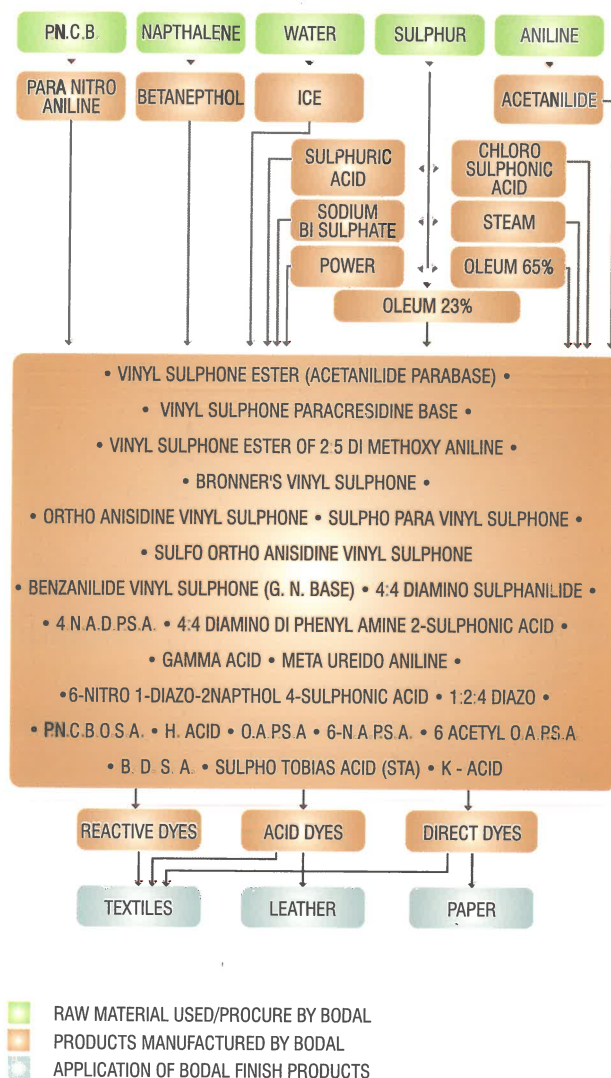 P.N.C.B.
NAPTHALENE
WATER
SULPHUR
ANILINE
PARA NITRO
ANILINE
BETANEPTHOL
ICE
ACETANILIDE
SULPHURIC
ACID
CHLORO
SULPHONIC
ACID
SODIUM
BI SULPHATE
STEAM
POWER
OLEUM 65%
OLEUM 23%
• VINYL SULPHONE ESTER (ACETANILIDE PARABASE) •
• VINYL SULPHONE PARACRESIDINE BASE •
• VINYL SULPHONE ESTER OF 2:5 DI METHOXY ANILINE •
• BRONNER'S VINYL SULPHONE •
• ORTHO ANISIDINE VINYL SULPHONE • SULPHO PARA VINYL SULPHONE •
• SULFO ORTHO ANISIDINE VINYL SULPHONE
• BENZANILIDE VINYL SULPHONE (G. N. BASE) • 4:4 DIAMINO SULPHANILIDE •
• 4 N.A.D.P.S.A. • 4:4 DIAMINO DI PHENYL AMINE 2-SULPHONIC ACID •
• GAMMA ACID • META UREIDO ANILINE •
•6-NITRO 1-DIAZO-2NAPTHOL 4-SULPHONIC ACID • 1:2:4 DIAZO •
• P.N.C.B.O.S.A. • H. ACID • O.A.P.S.A • 6-N.A.P.S.A. • 6 ACETYL O.A.P.S.A
• B. D. S. A. • SULPHO TOBIAS ACID (STA) • K - ACID
REACTIVE DYES
ACID DYES
DIRECT DYES
TEXTILES
LEATHER
PAPER
RAW MATERIAL USED/PROCURE BY BODAL
PRODUCTS MANUFACTURED BY BODAL
APPLICATION OF BODAL FINISH PRODUCTS